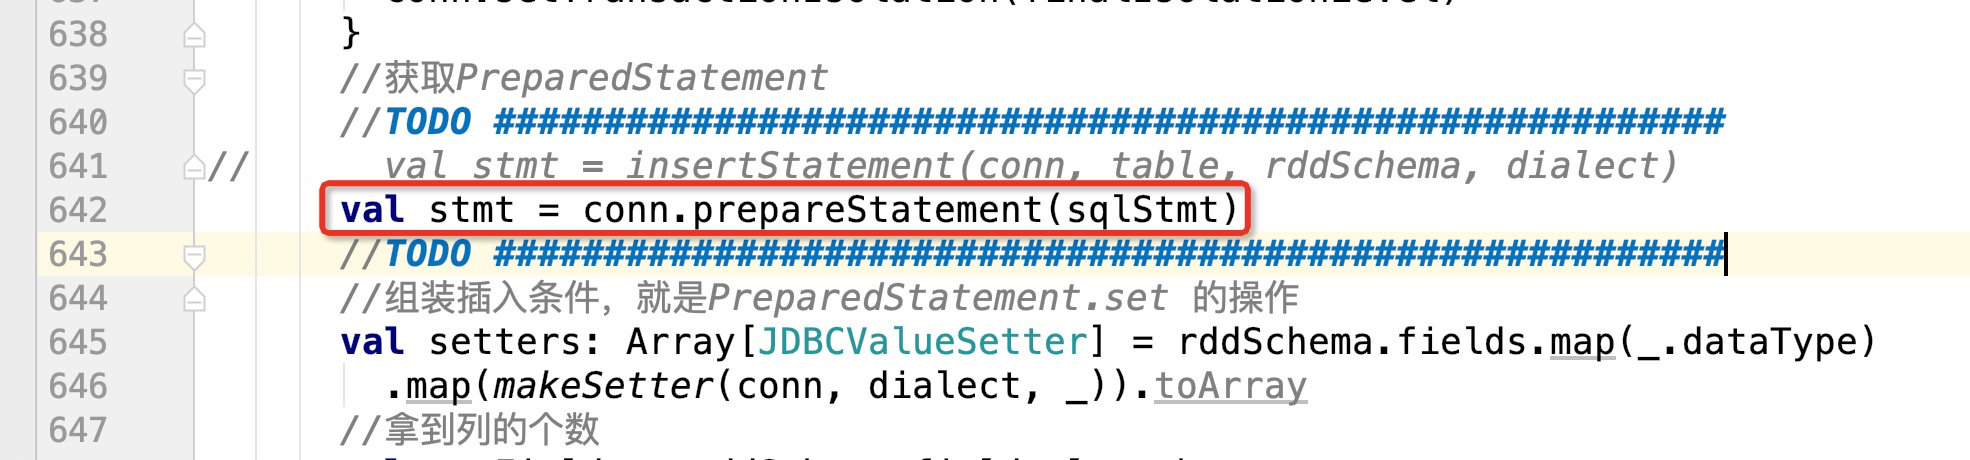 638 }
639 //获取PreparedStatement
640 //TODO ########################################################
641 // val stmt = insertStatement(conn, table, rddSchema, dialect)
642 val stmt = conn.prepareStatement(sqlStmt)
643 //TODO ########################################################
644 //组装插入条件，就是PreparedStatement.set 的操作
645 val setters: Array[JDBCValueSetter] = rddSchema.fields.map(_.dataType)
646 .map(makeSetter(conn, dialect, _)).toArray
647 //拿到列的个数